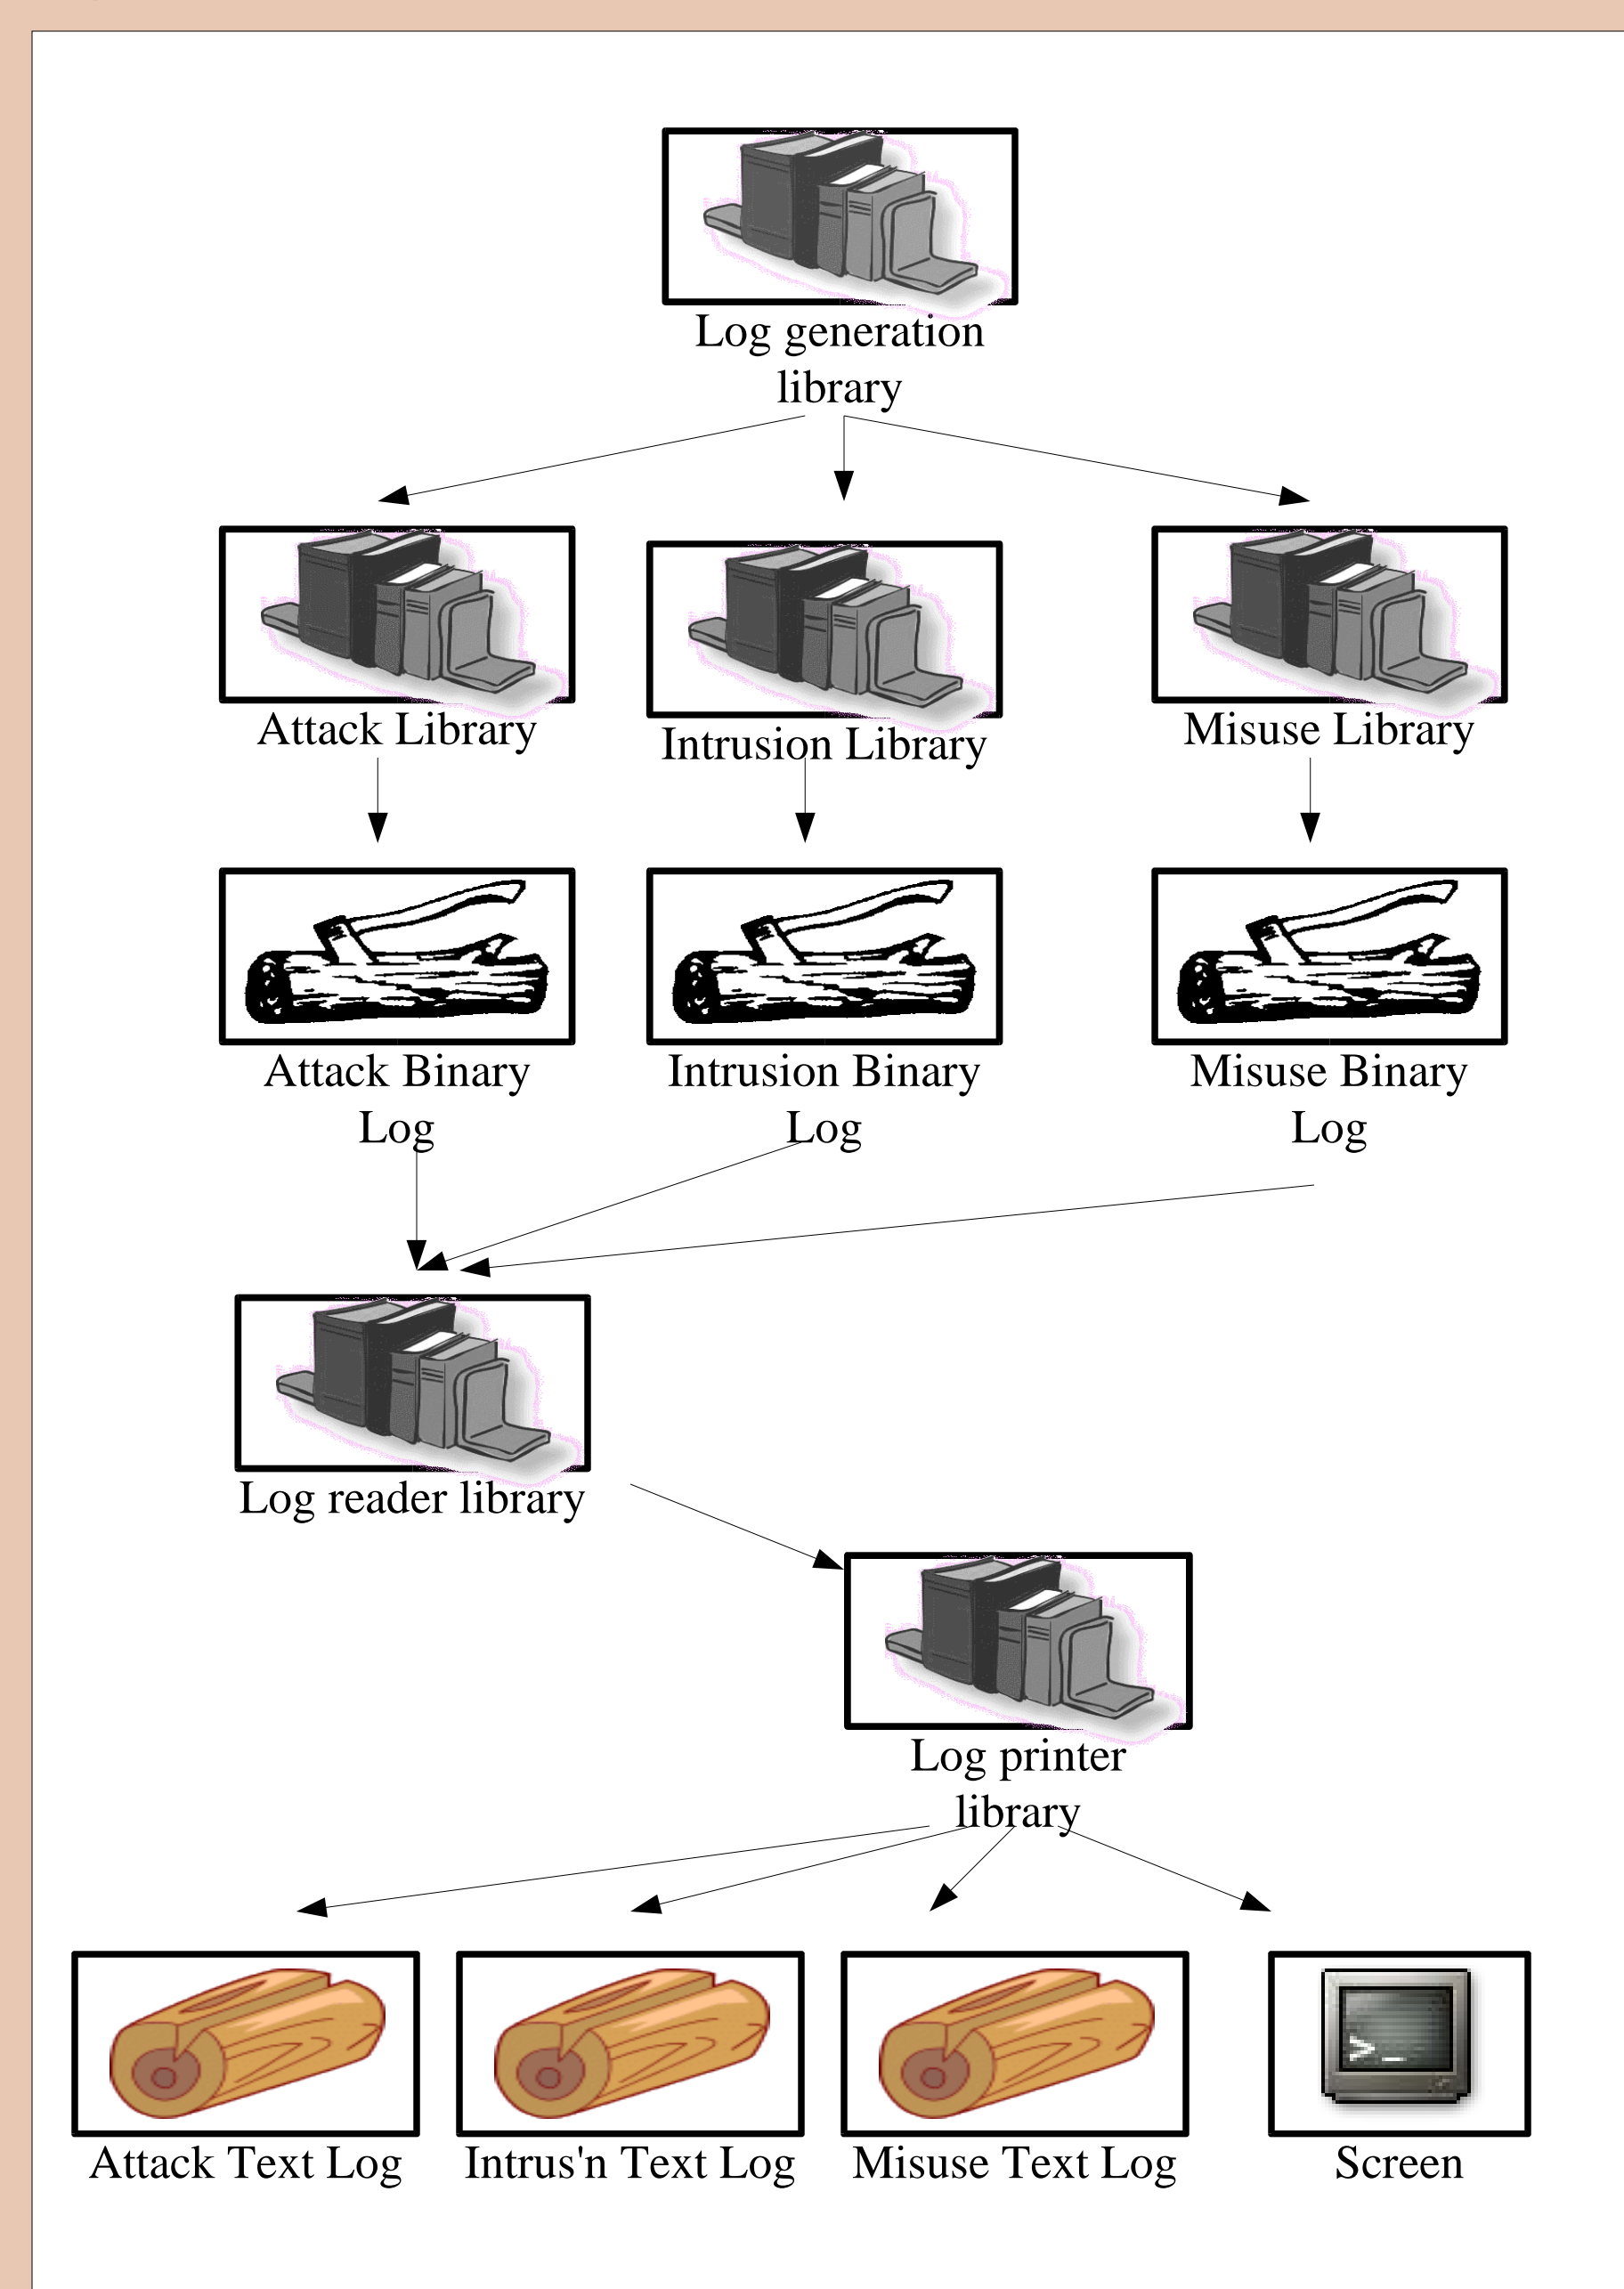 Log generation
library
Attack Library
Intrusion Library
Misuse Library
Attack Binary
Log
Intrusion Binary
Log
Misuse Binary
Log
Log reader library
Log printer
library
Attack Text Log
Intrus'n Text Log
Misuse Text Log
Screen